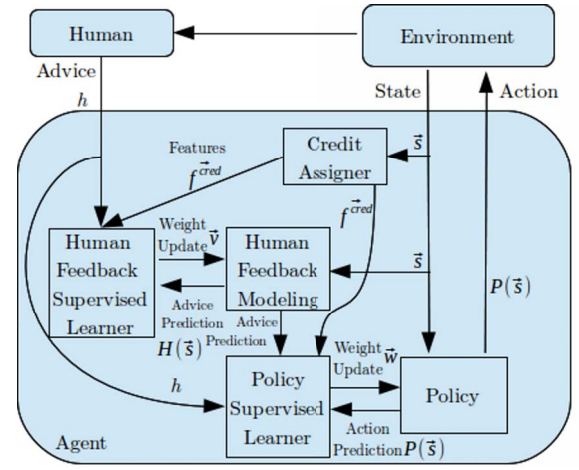 Human
Environment
Advice
h
State
Action
Features
f⃗cred
Credit
Assigner
s⃗
f⃗cred
Human
Feedback
Supervised
Learner
Weight
Update v⃗
Human
Feedback
Modeling
s⃗
P(s⃗)
Advice
Prediction
H(s⃗)
Advice
Prediction
Policy
Supervised
Learner
Weight
Update w⃗
Policy
h
Action
Prediction P(s⃗)
Agent